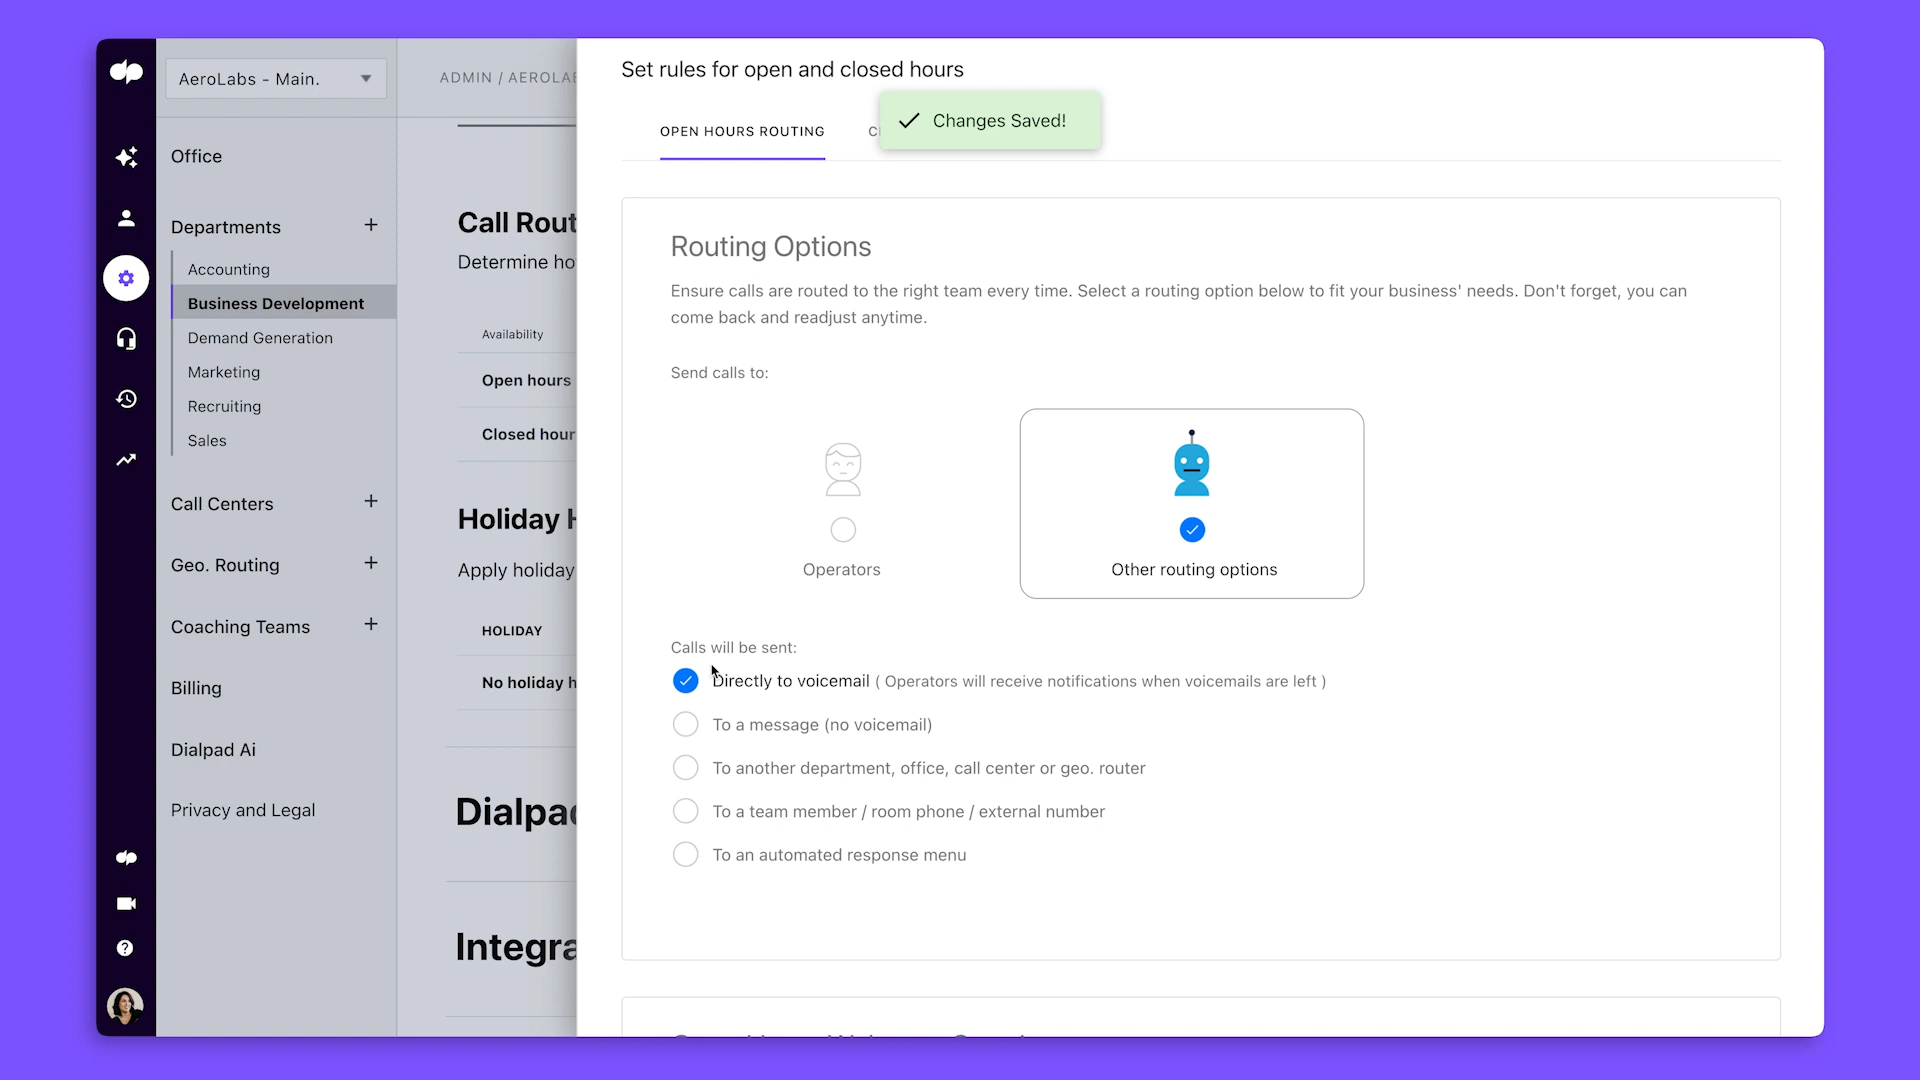 AeroLabs - Main.
Office
Departments
Accounting
Business Development
Demand Generation
Marketing
Recruiting
Sales
Call Centers
Geo. Routing
Coaching Teams
Billing
Dialpad Ai
Privacy and Legal
ADMIN / AEROLA
Call Rout
Determine ho
Availability
Open hours
Closed hour
Holiday H
Apply holiday
HOLIDAY
No holiday h
Dialpad
Integra
Set rules for open and closed hours
OPEN HOURS ROUTING
C
Changes Saved!
Routing Options
Ensure calls are routed to the right team every time. Select a routing option below to fit your business' needs. Don't forget, you can
come back and readjust anytime.
Send calls to:
Operators
Other routing options
Calls will be sent:
Directly to voicemail ( Operators will receive notifications when voicemails are left )
To a message (no voicemail)
To another department, office, call center or geo. router
To a team member / room phone / external number
To an automated response menu